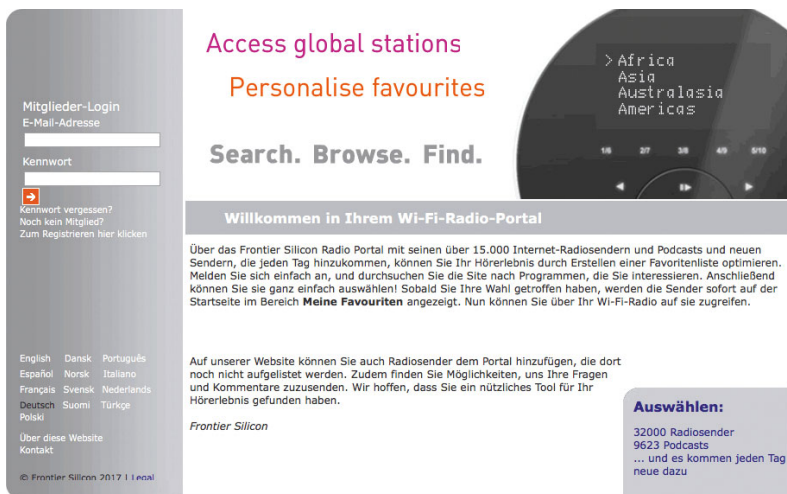 Access global stations
Personalise favourites
Search. Browse. Find.
>Africa
Asia
Australasia
Americas
1/6 2/7 3/8 4/9 5/10
Mitglieder-Login
E-Mail-Adresse
Kennwort
Kennwort vergessen?
Noch kein Mitglied?
Zum Registrieren hier klicken
Willkommen in Ihrem Wi-Fi-Radio-Portal
Über das Frontier Silicon Radio Portal mit seinen über 15.000 Internet-Radiosendern und Podcasts und neuen
Sendern, die jeden Tag hinzukommen, können Sie Ihr Hörerlebnis durch Erstellen einer Favoritenliste optimieren.
Melden Sie sich einfach an, und durchsuchen Sie die Site nach Programmen, die Sie interessieren. Anschließend
können Sie sie ganz einfach auswählen! Sobald Sie Ihre Wahl getroffen haben, werden die Sender sofort auf der
Startseite im Bereich Meine Favouriten angezeigt. Nun können Sie über Ihr Wi-Fi-Radio auf sie zugreifen.
Auf unserer Website können Sie auch Radiosender dem Portal hinzufügen, die dort
noch nicht aufgelistet werden. Zudem finden Sie Möglichkeiten, uns Ihre Fragen
und Kommentare zuzusenden. Wir hoffen, dass Sie ein nützliches Tool für Ihr
Hörerlebnis gefunden haben.
Frontier Silicon
English Dansk Português
Español Norsk Italiano
Français Svensk Nederlands
Deutsch Suomi Türkçe
Polski
Über diese Website
Kontakt
© Frontier Silicon 2017 | Legal
Auswählen:
32000 Radiosender
9623 Podcasts
... und es kommen jeden Tag
neue dazu